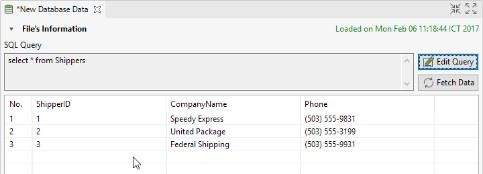 *New Database Data
File's Information
Loaded on Mon Feb 06 11:18:44 ICT 2017
SQL Query
select * from Shippers
Edit Query
Fetch Data
No. ShipperID CompanyName Phone
1 1 Speedy Express (503) 555-9831
2 2 United Package (503) 555-3199
3 3 Federal Shipping (503) 555-9931